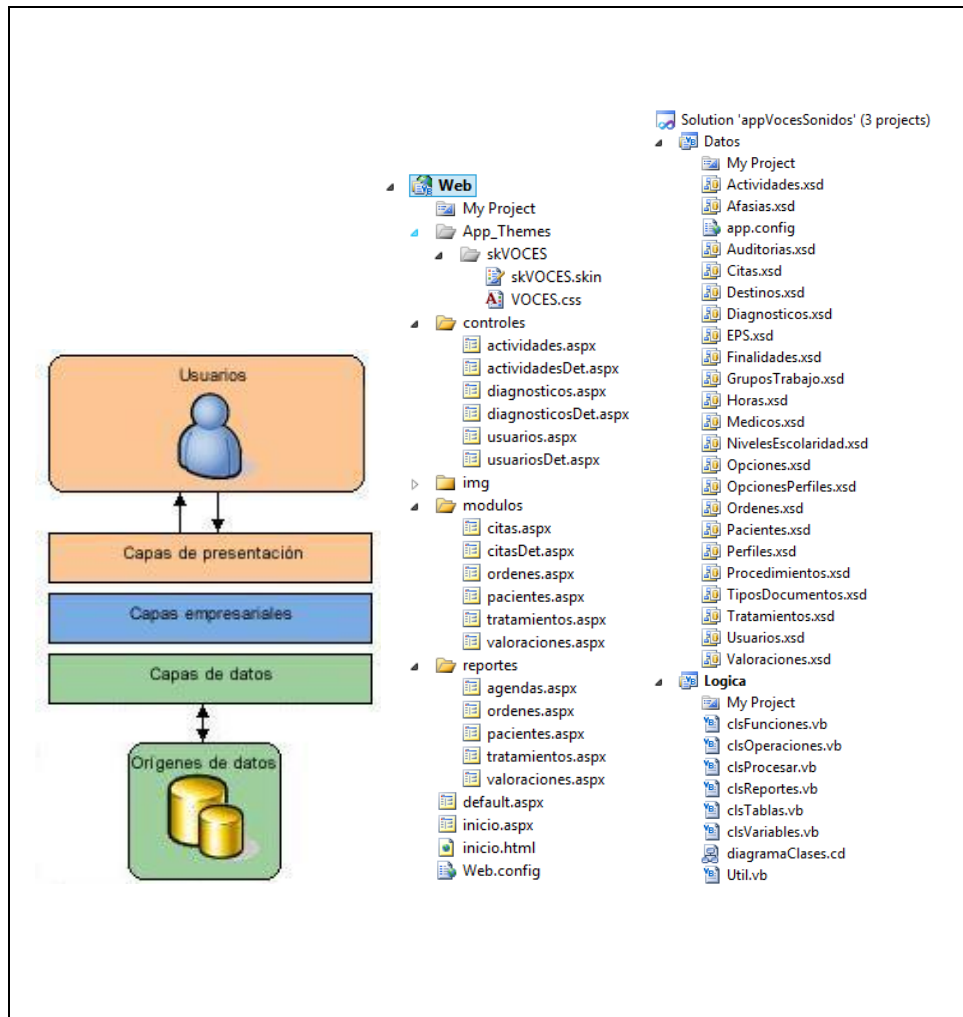 Usuarios
Capas de presentación
Capas empresariales
Capas de datos
Orígenes de datos
Web
My Project
App_Themes
skVOCES
skVOCES.skin
VOCES.css
controles
actividades.aspx
actividadesDet.aspx
diagnosticos.aspx
diagnosticosDet.aspx
usuarios.aspx
usuariosDet.aspx
img
modulos
citas.aspx
citasDet.aspx
ordenes.aspx
pacientes.aspx
tratamientos.aspx
valoraciones.aspx
reportes
agendas.aspx
ordenes.aspx
pacientes.aspx
tratamientos.aspx
valoraciones.aspx
default.aspx
inicio.aspx
inicio.html
Web.config
Solution 'appVocesSonidos' (3 projects)
Datos
My Project
Actividades.xsd
Afasias.xsd
app.config
Auditorias.xsd
Citas.xsd
Destinos.xsd
Diagnosticos.xsd
EPS.xsd
Finalidades.xsd
GruposTrabajo.xsd
Horas.xsd
Medicos.xsd
NivelesEscolaridad.xsd
Opciones.xsd
OpcionesPerfiles.xsd
Ordenes.xsd
Pacientes.xsd
Perfiles.xsd
Procedimientos.xsd
TiposDocumentos.xsd
Tratamientos.xsd
Usuarios.xsd
Valoraciones.xsd
Logica
My Project
clsFunciones.vb
clsOperaciones.vb
clsProcesar.vb
clsReportes.vb
clsTablas.vb
clsVariables.vb
diagramaClases.cd
Util.vb